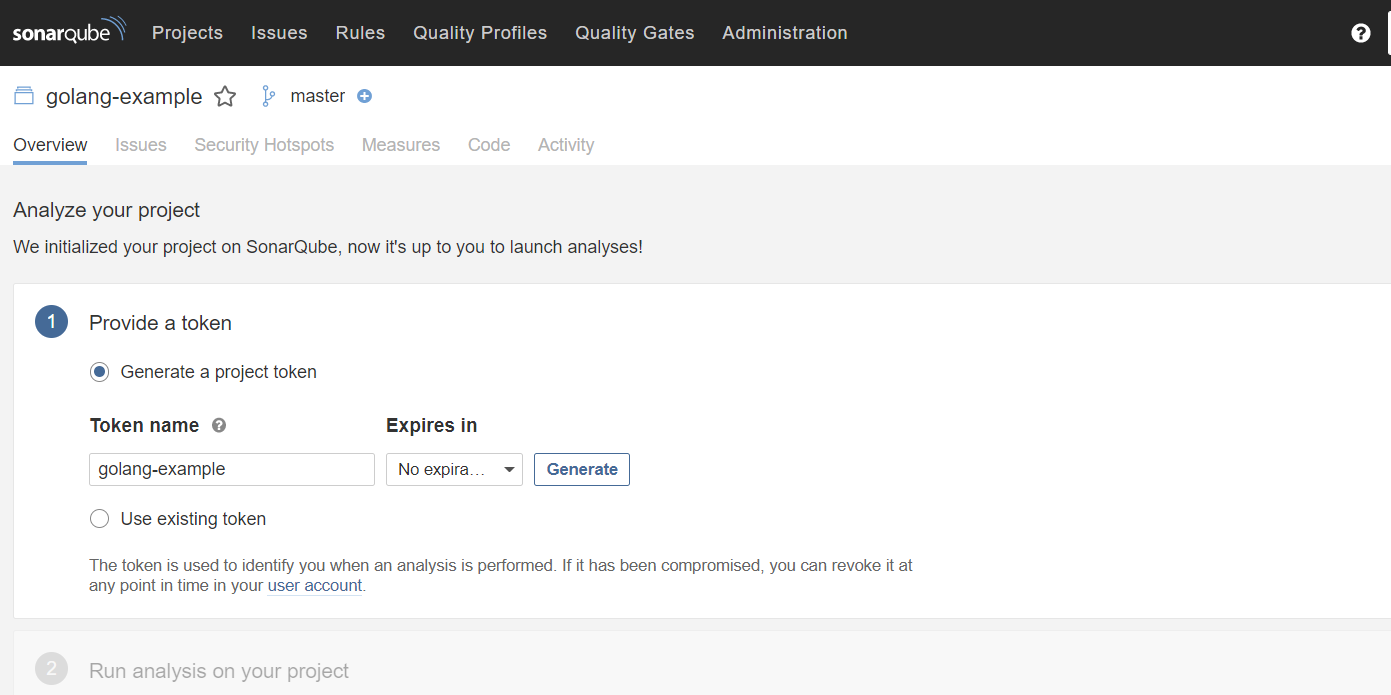 sonarqube Projects Issues Rules Quality Profiles Quality Gates Administration ?
golang-example master
Overview Issues Security Hotspots Measures Code Activity
Analyze your project
We initialized your project on SonarQube, now it's up to you to launch analyses!
1 Provide a token
Generate a project token
Token name ? Expires in
golang-example No expira... Generate
Use existing token
The token is used to identify you when an analysis is performed. If it has been compromised, you can revoke it at
any point in time in your user account.
2 Run analysis on your project